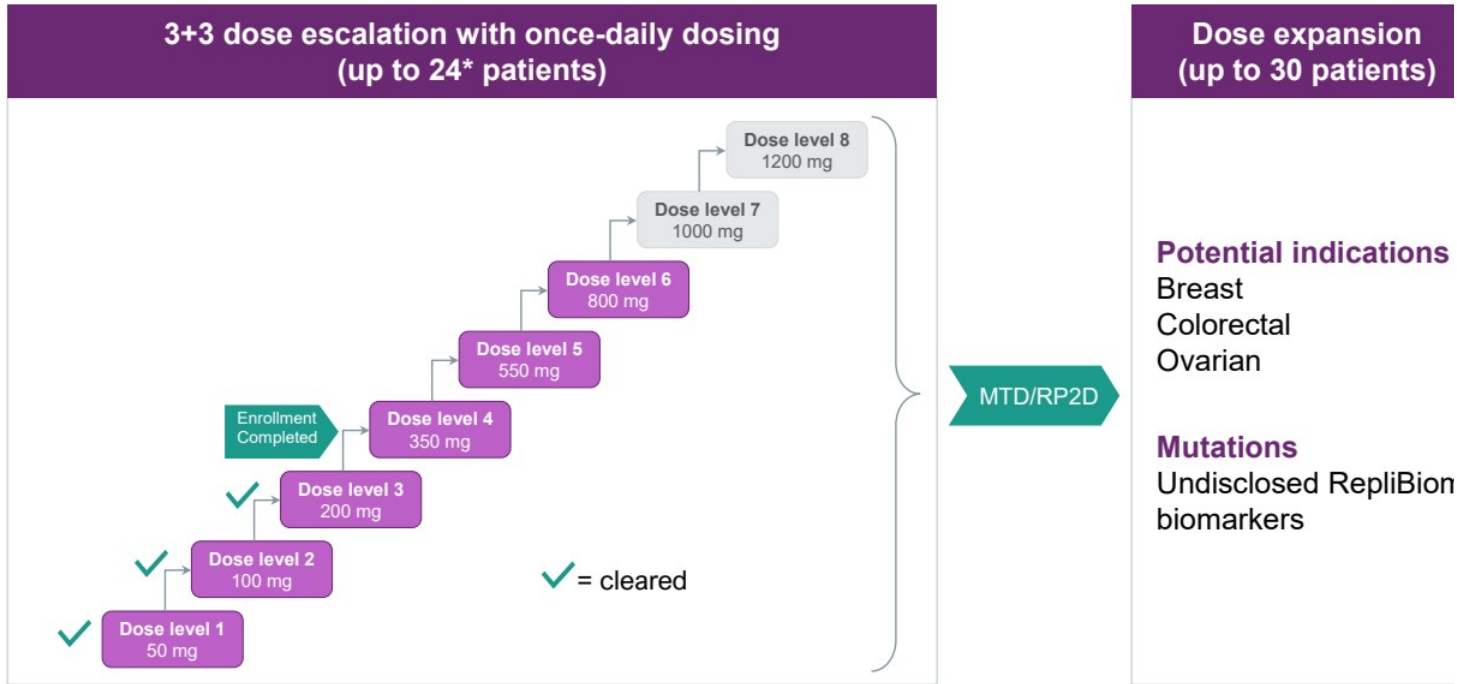 3+3 dose escalation with once-daily dosing
(up to 24* patients)
Dose expansion
(up to 30 patients)
Dose level 8
1200 mg
Dose level 7
1000 mg
Dose level 6
800 mg
Dose level 5
550 mg
Enrollment
Completed
Dose level 4
350 mg
Dose level 3
200 mg
Dose level 2
100 mg
Dose level 1
50 mg
= cleared
MTD/RP2D
Potential indications
Breast
Colorectal
Ovarian
Mutations
Undisclosed RepliBiom
biomarkers